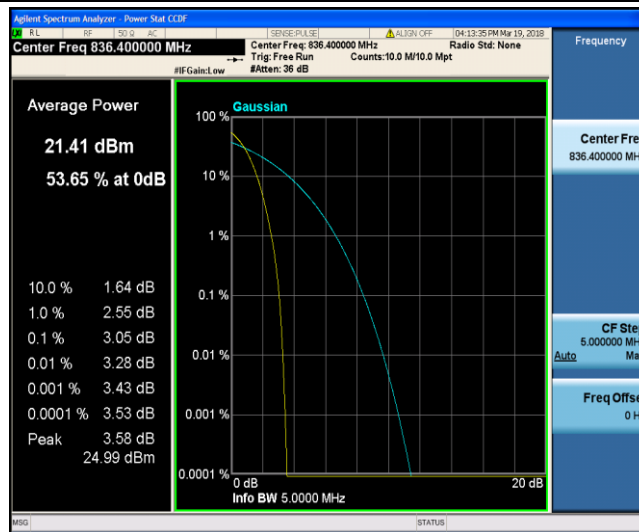 Agilent Spectrum Analyzer - Power Stat CCDF
RL RF 50 Ω AC SENSE:PULSE ALIGN OFF 04:13:35 PM Mar 19, 2018
Center Freq 836.400000 MHz
Center Freq: 836.400000 MHz Radio Std: None
Trig: Free Run Counts:10.0 M/10.0 Mpt
#IFGain:Low #Atten: 36 dB
Frequency
Average Power
21.41 dBm
53.65 % at 0dB
10.0 % 1.64 dB
1.0 % 2.55 dB
0.1 % 3.05 dB
0.01 % 3.28 dB
0.001 % 3.43 dB
0.0001 % 3.53 dB
Peak 3.58 dB
24.99 dBm
Gaussian
100 %
10 %
1 %
0.1 %
0.01 %
0.001 %
0.0001 %
0 dB 20 dB
Info BW 5.0000 MHz
Center Fre
836.400000 MH
CF Ste
5.000000 MH
Auto Ma
Freq Offse
0 H
MSG STATUS